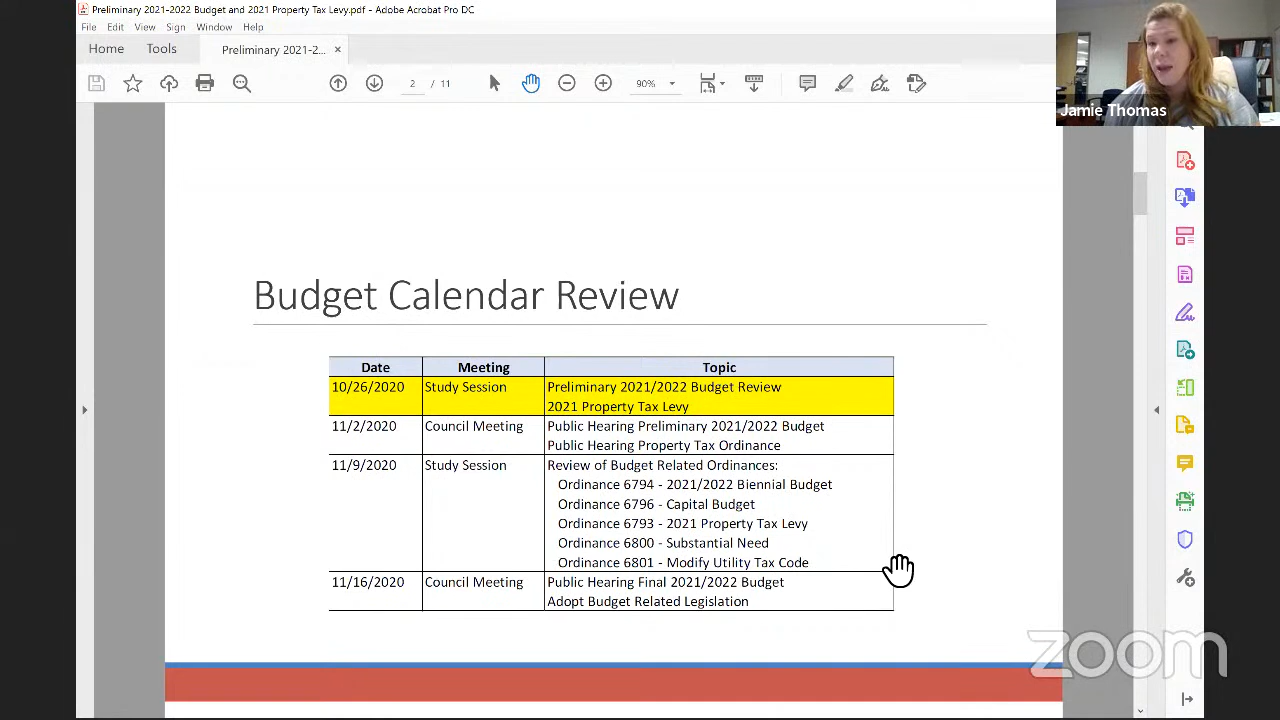 Preliminary 2021-2022 Budget and 2021 Property Tax Levy.pdf - Adobe Acrobat Pro DC
File Edit View Sign Window Help
Home Tools Preliminary 2021-2... ×
2 / 11 90%
Jamie Thomas
Budget Calendar Review
Date Meeting Topic
10/26/2020 Study Session Preliminary 2021/2022 Budget Review
2021 Property Tax Levy
11/2/2020 Council Meeting Public Hearing Preliminary 2021/2022 Budget
Public Hearing Property Tax Ordinance
11/9/2020 Study Session Review of Budget Related Ordinances:
Ordinance 6794 - 2021/2022 Biennial Budget
Ordinance 6796 - Capital Budget
Ordinance 6793 - 2021 Property Tax Levy
Ordinance 6800 - Substantial Need
Ordinance 6801 - Modify Utility Tax Code
11/16/2020 Council Meeting Public Hearing Final 2021/2022 Budget
Adopt Budget Related Legislation
zoom